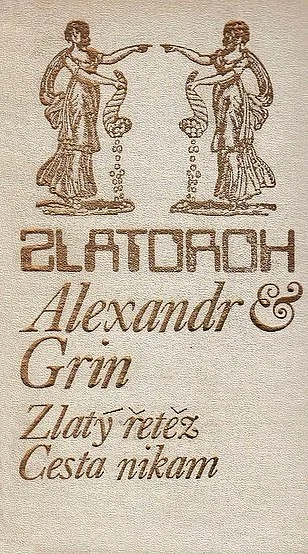 ZLATOROH
Alexandr &
Grin
Zlatý řetěz
Cesta nikam